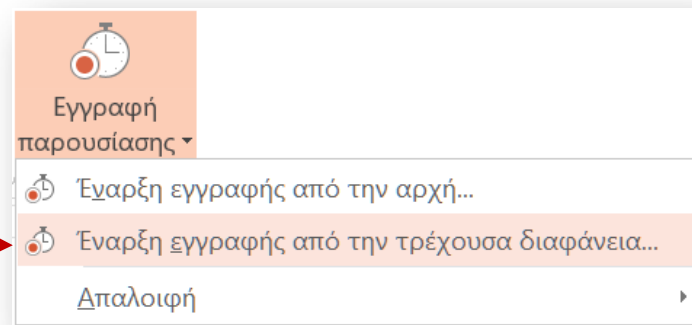 Εγγραφή
παρουσίασης
Έναρξη εγγραφής από την αρχή...
Έναρξη εγγραφής από την τρέχουσα διαφάνεια...
Απαλοιφή